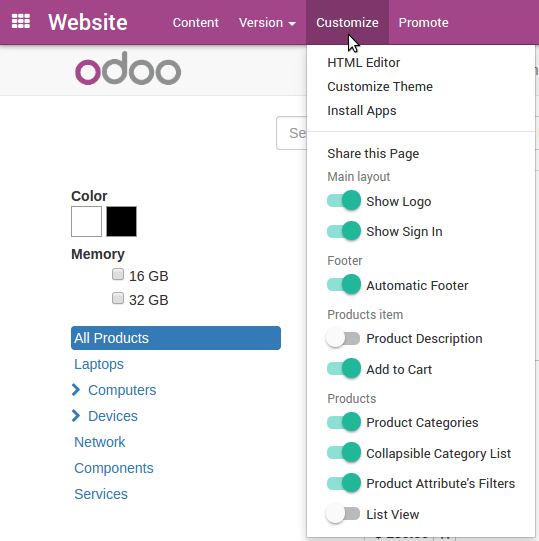 Website Content Version Customize Promote
odoo
Se
HTML Editor
Customize Theme
Install Apps
Share this Page
Main layout
Show Logo
Show Sign In
Footer
Automatic Footer
Products item
Product Description
Add to Cart
Products
Product Categories
Collapsible Category List
Product Attribute's Filters
List View
Color
Memory
16 GB
32 GB
All Products
Laptops
Computers
Devices
Network
Components
Services